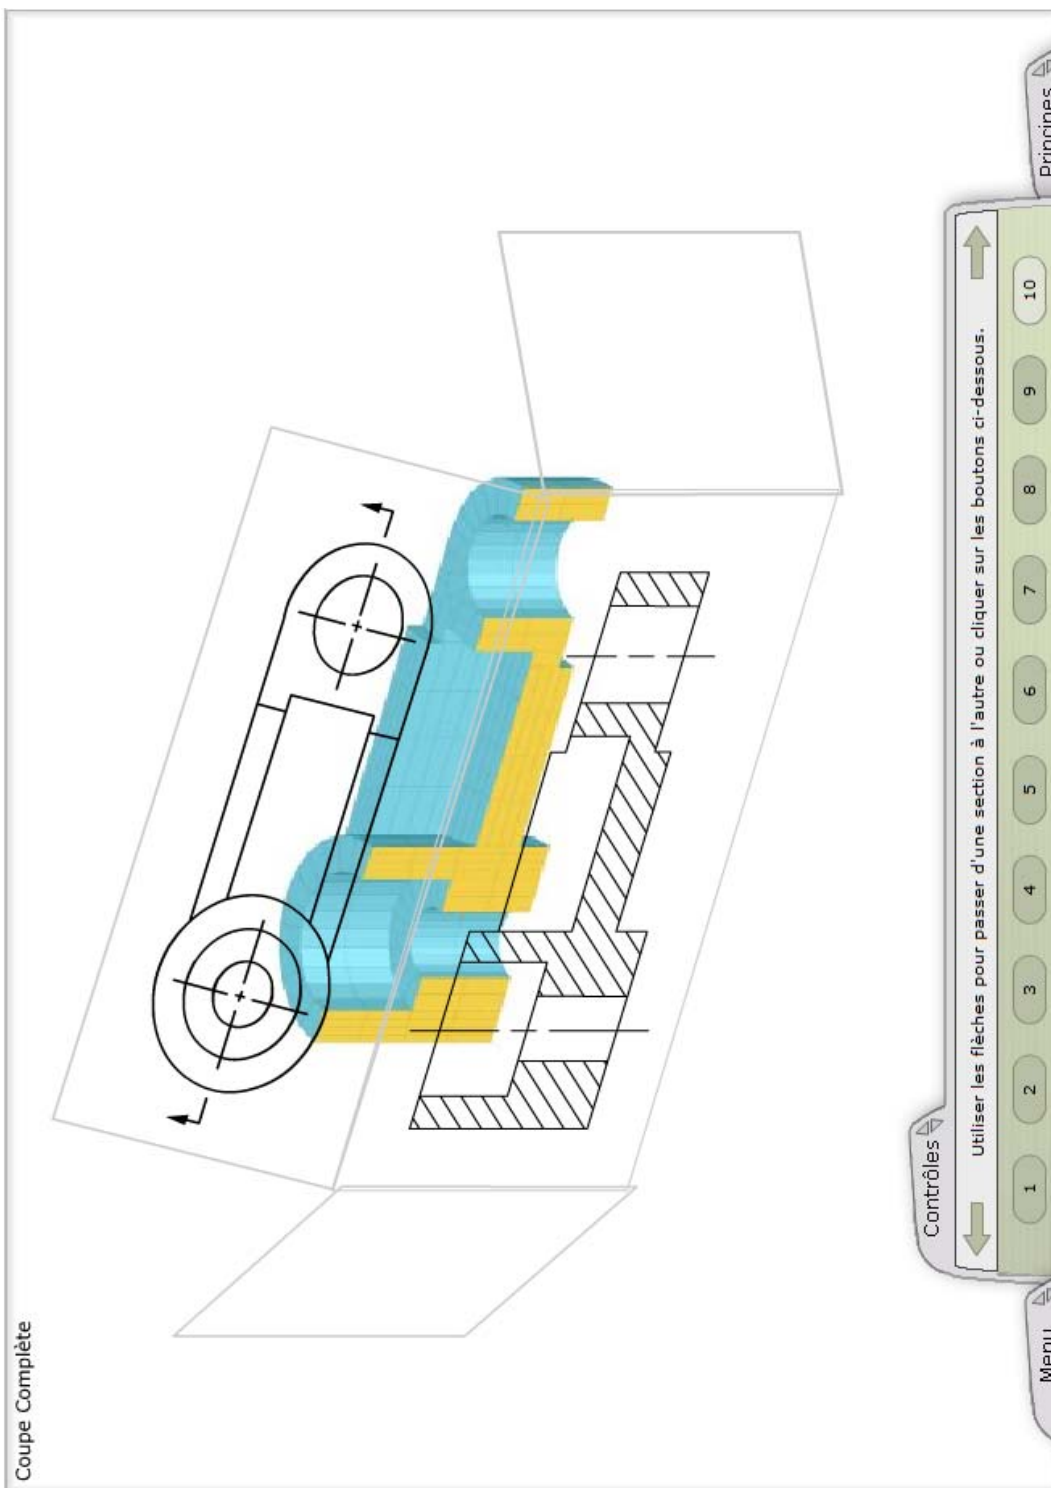 Coupe Complète
Contrôles
Utiliser les flèches pour passer d'une section à l'autre ou cliquer sur les boutons ci-dessous.
1 2 3 4 5 6 7 8 9 10
Menu
Principes